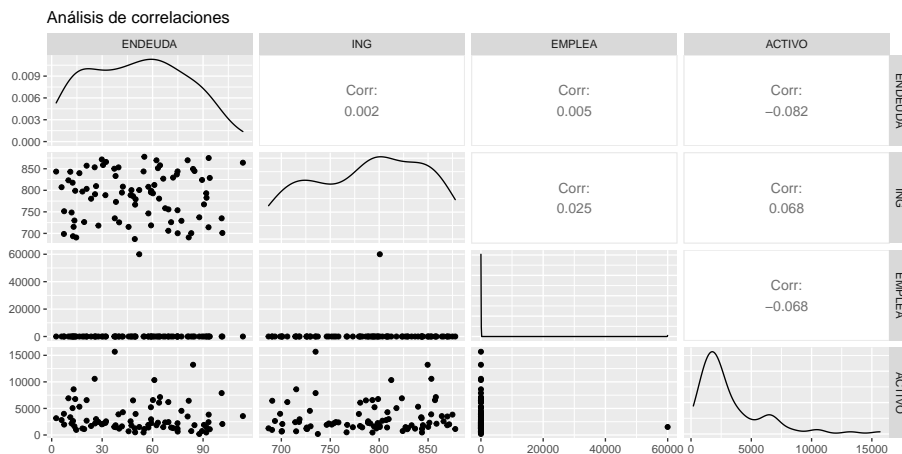 Análisis de correlaciones
ENDEUDA ING EMPLEA ACTIVO
0.009
0.006
0.003
0.000
Corr:
0.002
Corr:
0.005
Corr:
−0.082
ENDEUDA
850
800
750
700
Corr:
0.025
Corr:
0.068
ING
60000
40000
20000
0
Corr:
−0.068
EMPLEA
15000
10000
5000
0
ACTIVO
0 30 60 90
700 750 800 850
0 20000 40000 60000
0 5000 10000 15000